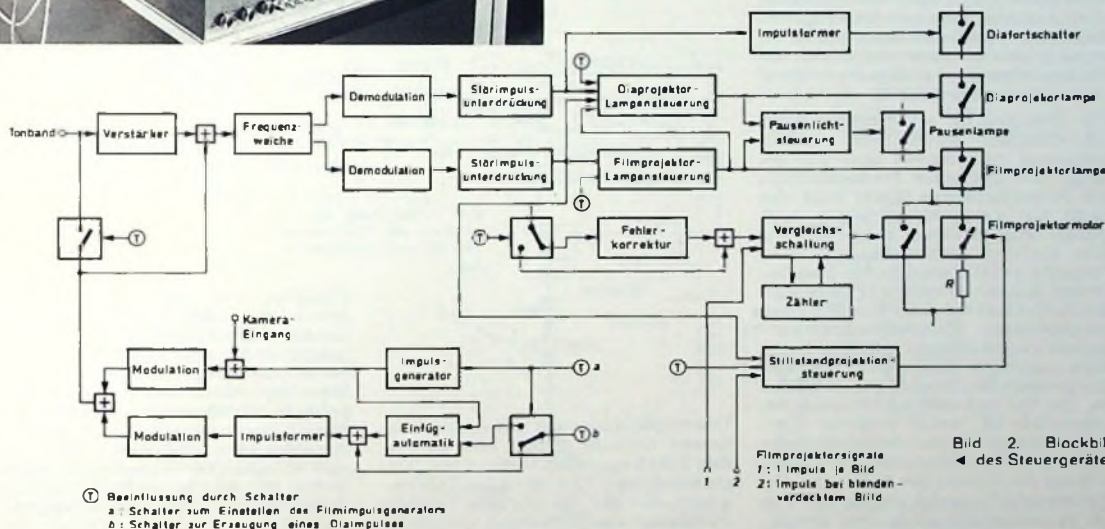 Impulsformer
Diafortschalter
Demodulation
Störimpuls-
unterdrückung
T
Diaprojektor-
Lampensteuerung
Diaprojektorlampe
Tonband
Verstärker
+
Frequenz-
weiche
Pausenlicht-
steuerung
Pausenlampe
Demodulation
Störimpuls-
unterdrückung
Filmprojektor-
Lampensteuerung
Filmprojektorlampe
T
T
T
Fehler-
korrektur
+
Vergleichs-
schaltung
Filmprojektormotor
Zähler
R
Kamera-
Eingang
Modulation
+
Impuls-
generator
T a
T
Stillstandprojektion-
steuerung
+
Modulation
Impulsformer
+
Einfüg-
automatik
T b
Filmprojektorsignale
1 : 1 Impuls je Bild
2 : Impuls bei blenden-
verdecktem Bild
1 2
Bild 2. Blockbil
◄ des Steuergeräte
T Beeinflussung durch Schalter
a : Schalter zum Einstellen des Filmimpulsgenerators
b : Schalter zur Erzeugung eines Diaimpulses